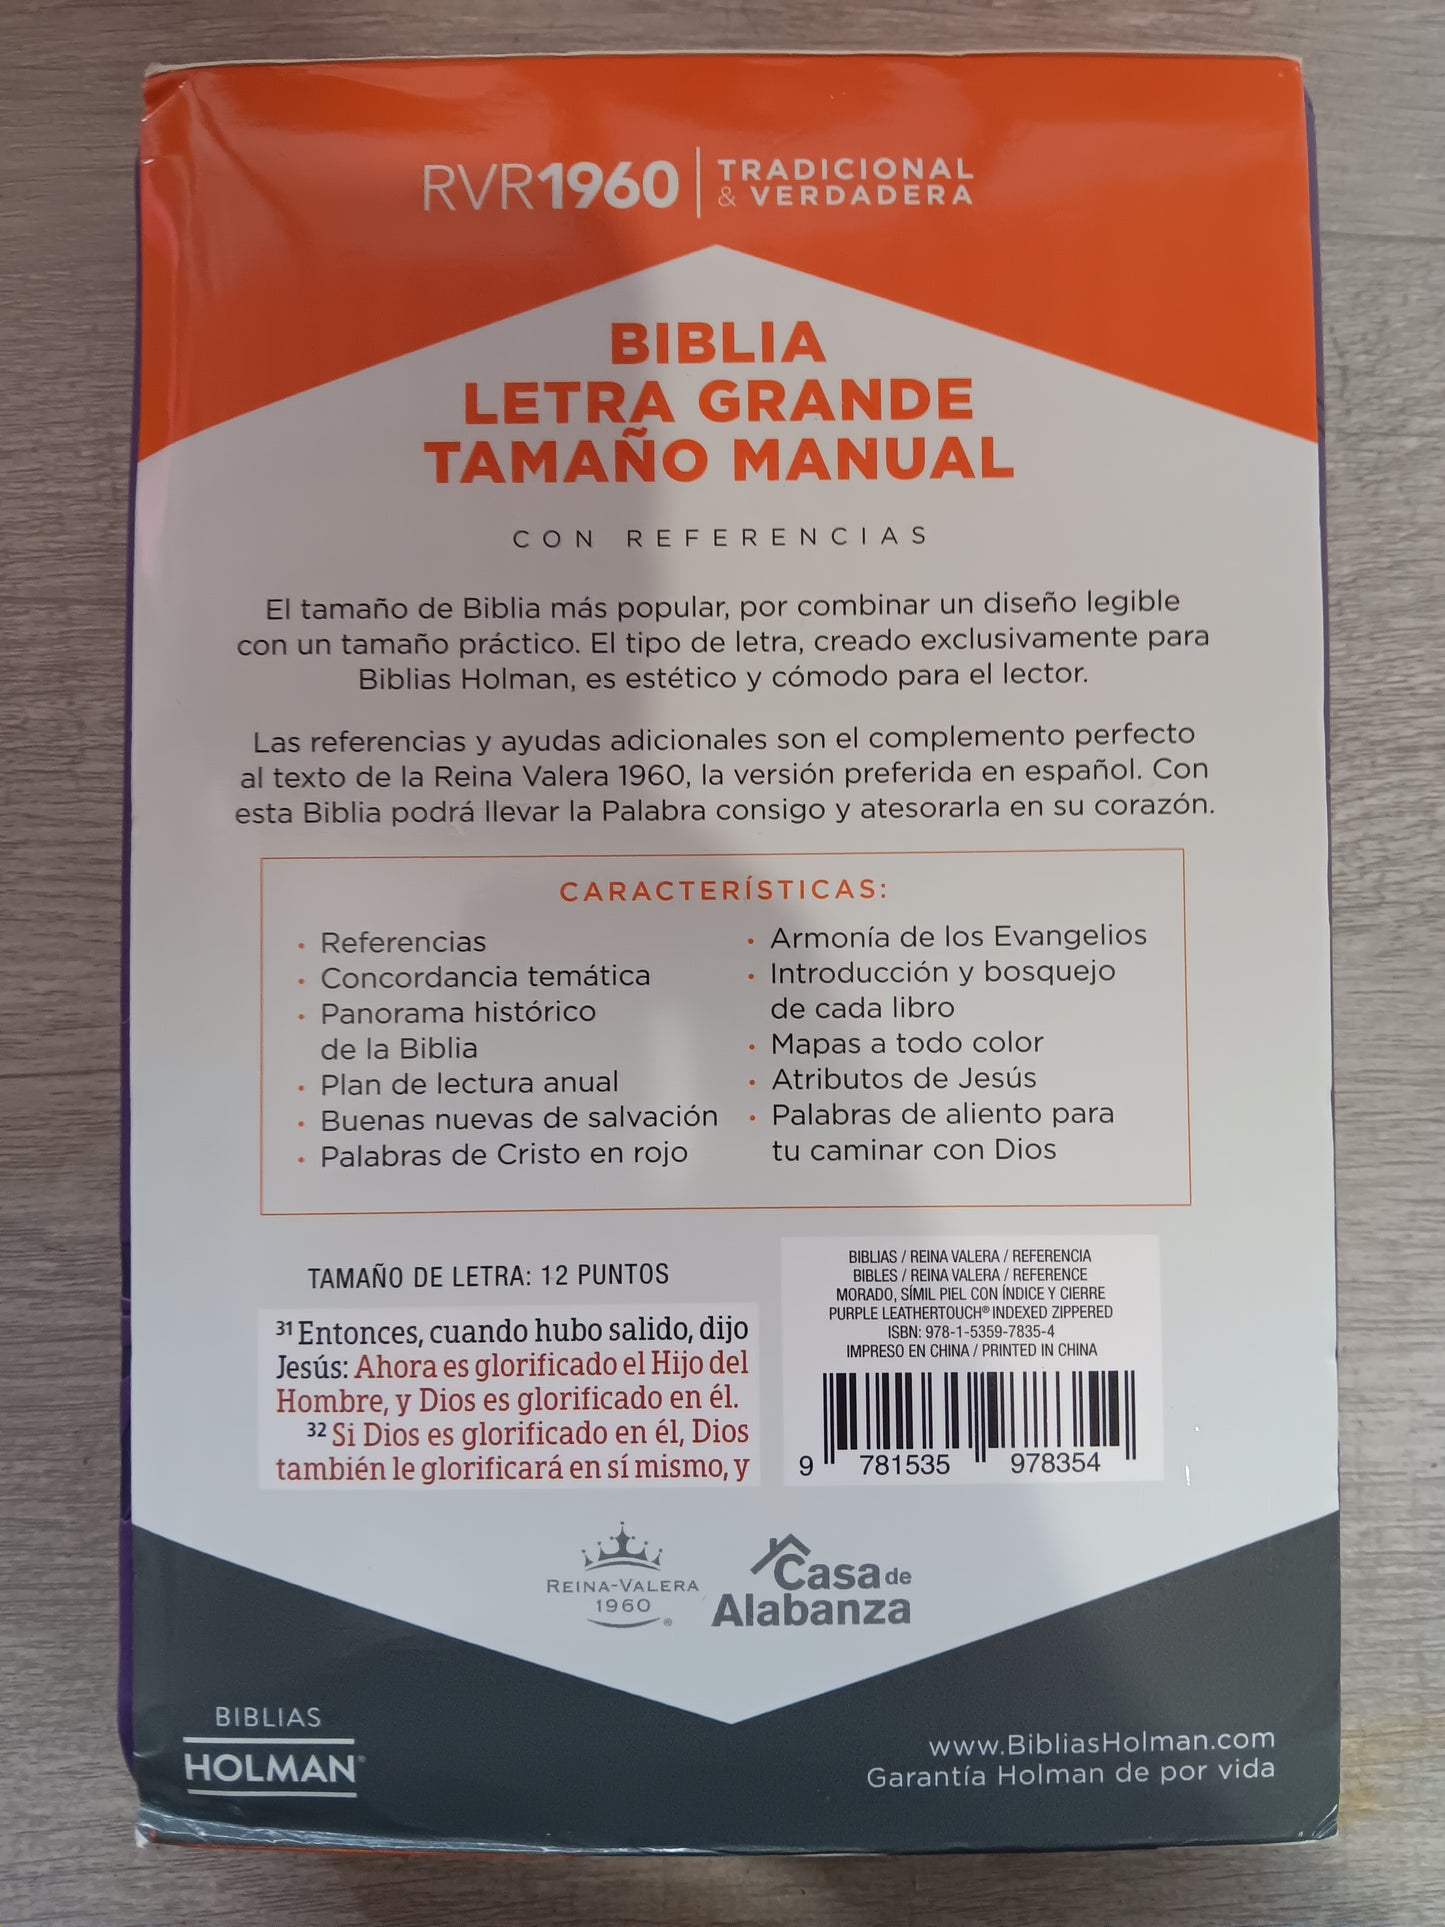 RVR1960 TRADICIONAL
& VERDADERA
BIBLIA
LETRA GRANDE
TAMAÑO MANUAL
CON REFERENCIAS
El tamaño de Biblia más popular, por combinar un diseño legible
con un tamaño práctico. El tipo de letra, creado exclusivamente para
Biblias Holman, es estético y cómodo para el lector.
Las referencias y ayudas adicionales son el complemento perfecto
al texto de la Reina Valera 1960, la versión preferida en español. Con
esta Biblia podrá llevar la Palabra consigo y atesorarla en su corazón.
CARACTERÍSTICAS:
• Referencias
• Concordancia temática
• Panorama histórico
de la Biblia
• Plan de lectura anual
• Buenas nuevas de salvación
• Palabras de Cristo en rojo
• Armonía de los Evangelios
• Introducción y bosquejo
de cada libro
• Mapas a todo color
• Atributos de Jesús
• Palabras de aliento para
tu caminar con Dios
TAMAÑO DE LETRA: 12 PUNTOS
31 Entonces, cuando hubo salido, dijo
Jesús: Ahora es glorificado el Hijo del
Hombre, y Dios es glorificado en él.
32 Si Dios es glorificado en él, Dios
también le glorificará en sí mismo, y
BIBLIAS / REINA VALERA / REFERENCIA
BIBLES / REINA VALERA / REFERENCE
MORADO, SÍMIL PIEL CON ÍNDICE Y CIERRE
PURPLE LEATHERTOUCH® INDEXED ZIPPERED
ISBN: 978-1-5359-7835-4
IMPRESO EN CHINA / PRINTED IN CHINA
9 781535 978354
REINA-VALERA
1960®
Casa de
Alabanza
BIBLIAS
HOLMAN®
www.BibliasHolman.com
Garantía Holman de por vida